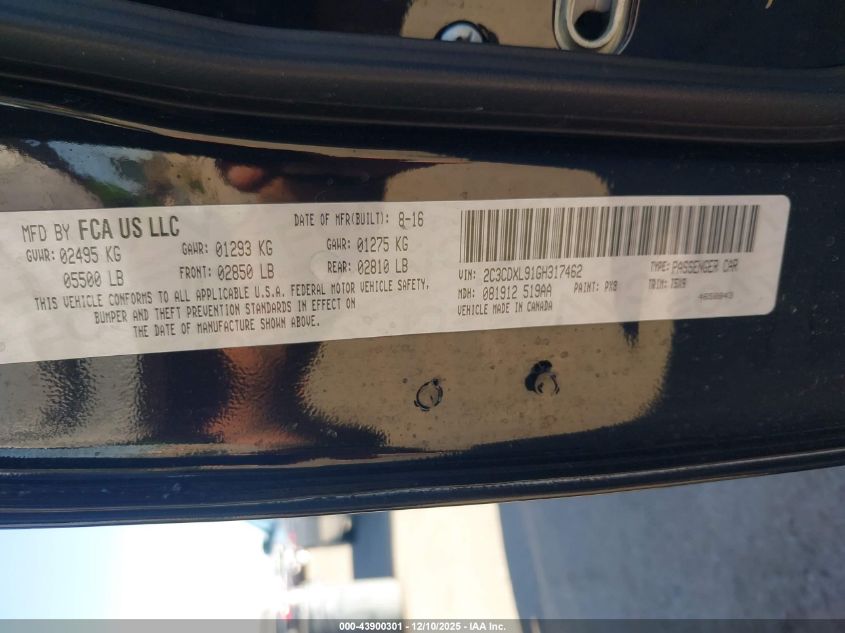 MFD BY FCA US LLC
DATE OF MFR(BUILT): 8-16
GVWR: 02495 KG
GAWR: 01293 KG
GAWR: 01275 KG
05500 LB
FRONT: 02850 LB
REAR: 02810 LB
THIS VEHICLE CONFORMS TO ALL APPLICABLE U.S.A. FEDERAL MOTOR VEHICLE SAFETY,
BUMPER AND THEFT PREVENTION STANDARDS IN EFFECT ON
THE DATE OF MANUFACTURE SHOWN ABOVE.
VIN: 2C3CDXL91GH317462
TYPE: PASSENGER CAR
MDH: 081912 519AA
PAINT: PX8
TRIM: I5X9
VEHICLE MADE IN CANADA
4650843
000-43900301 - 12/10/2025 - IAA Inc.